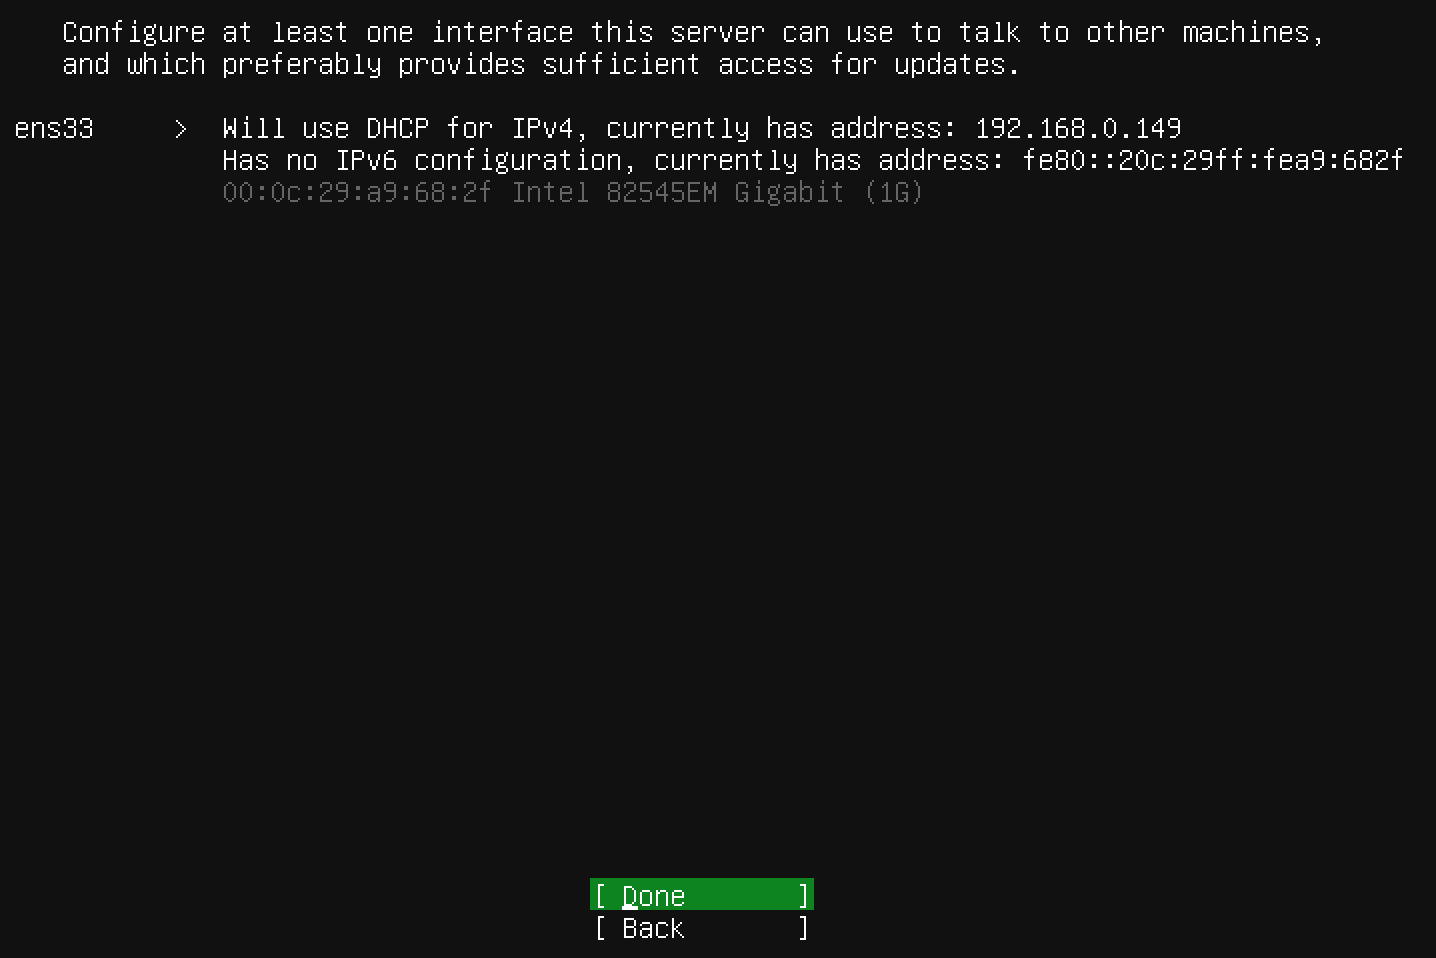 Configure at least one interface this server can use to talk to other machines,
and which preferably provides sufficient access for updates.
ens33 > Will use DHCP for IPv4, currently has address: 192.168.0.149
Has no IPv6 configuration, currently has address: fe80::20c:29ff:fea9:682f
00:0c:29:a9:68:2f Intel 82545EM Gigabit (1G)
[ Done ]
[ Back ]